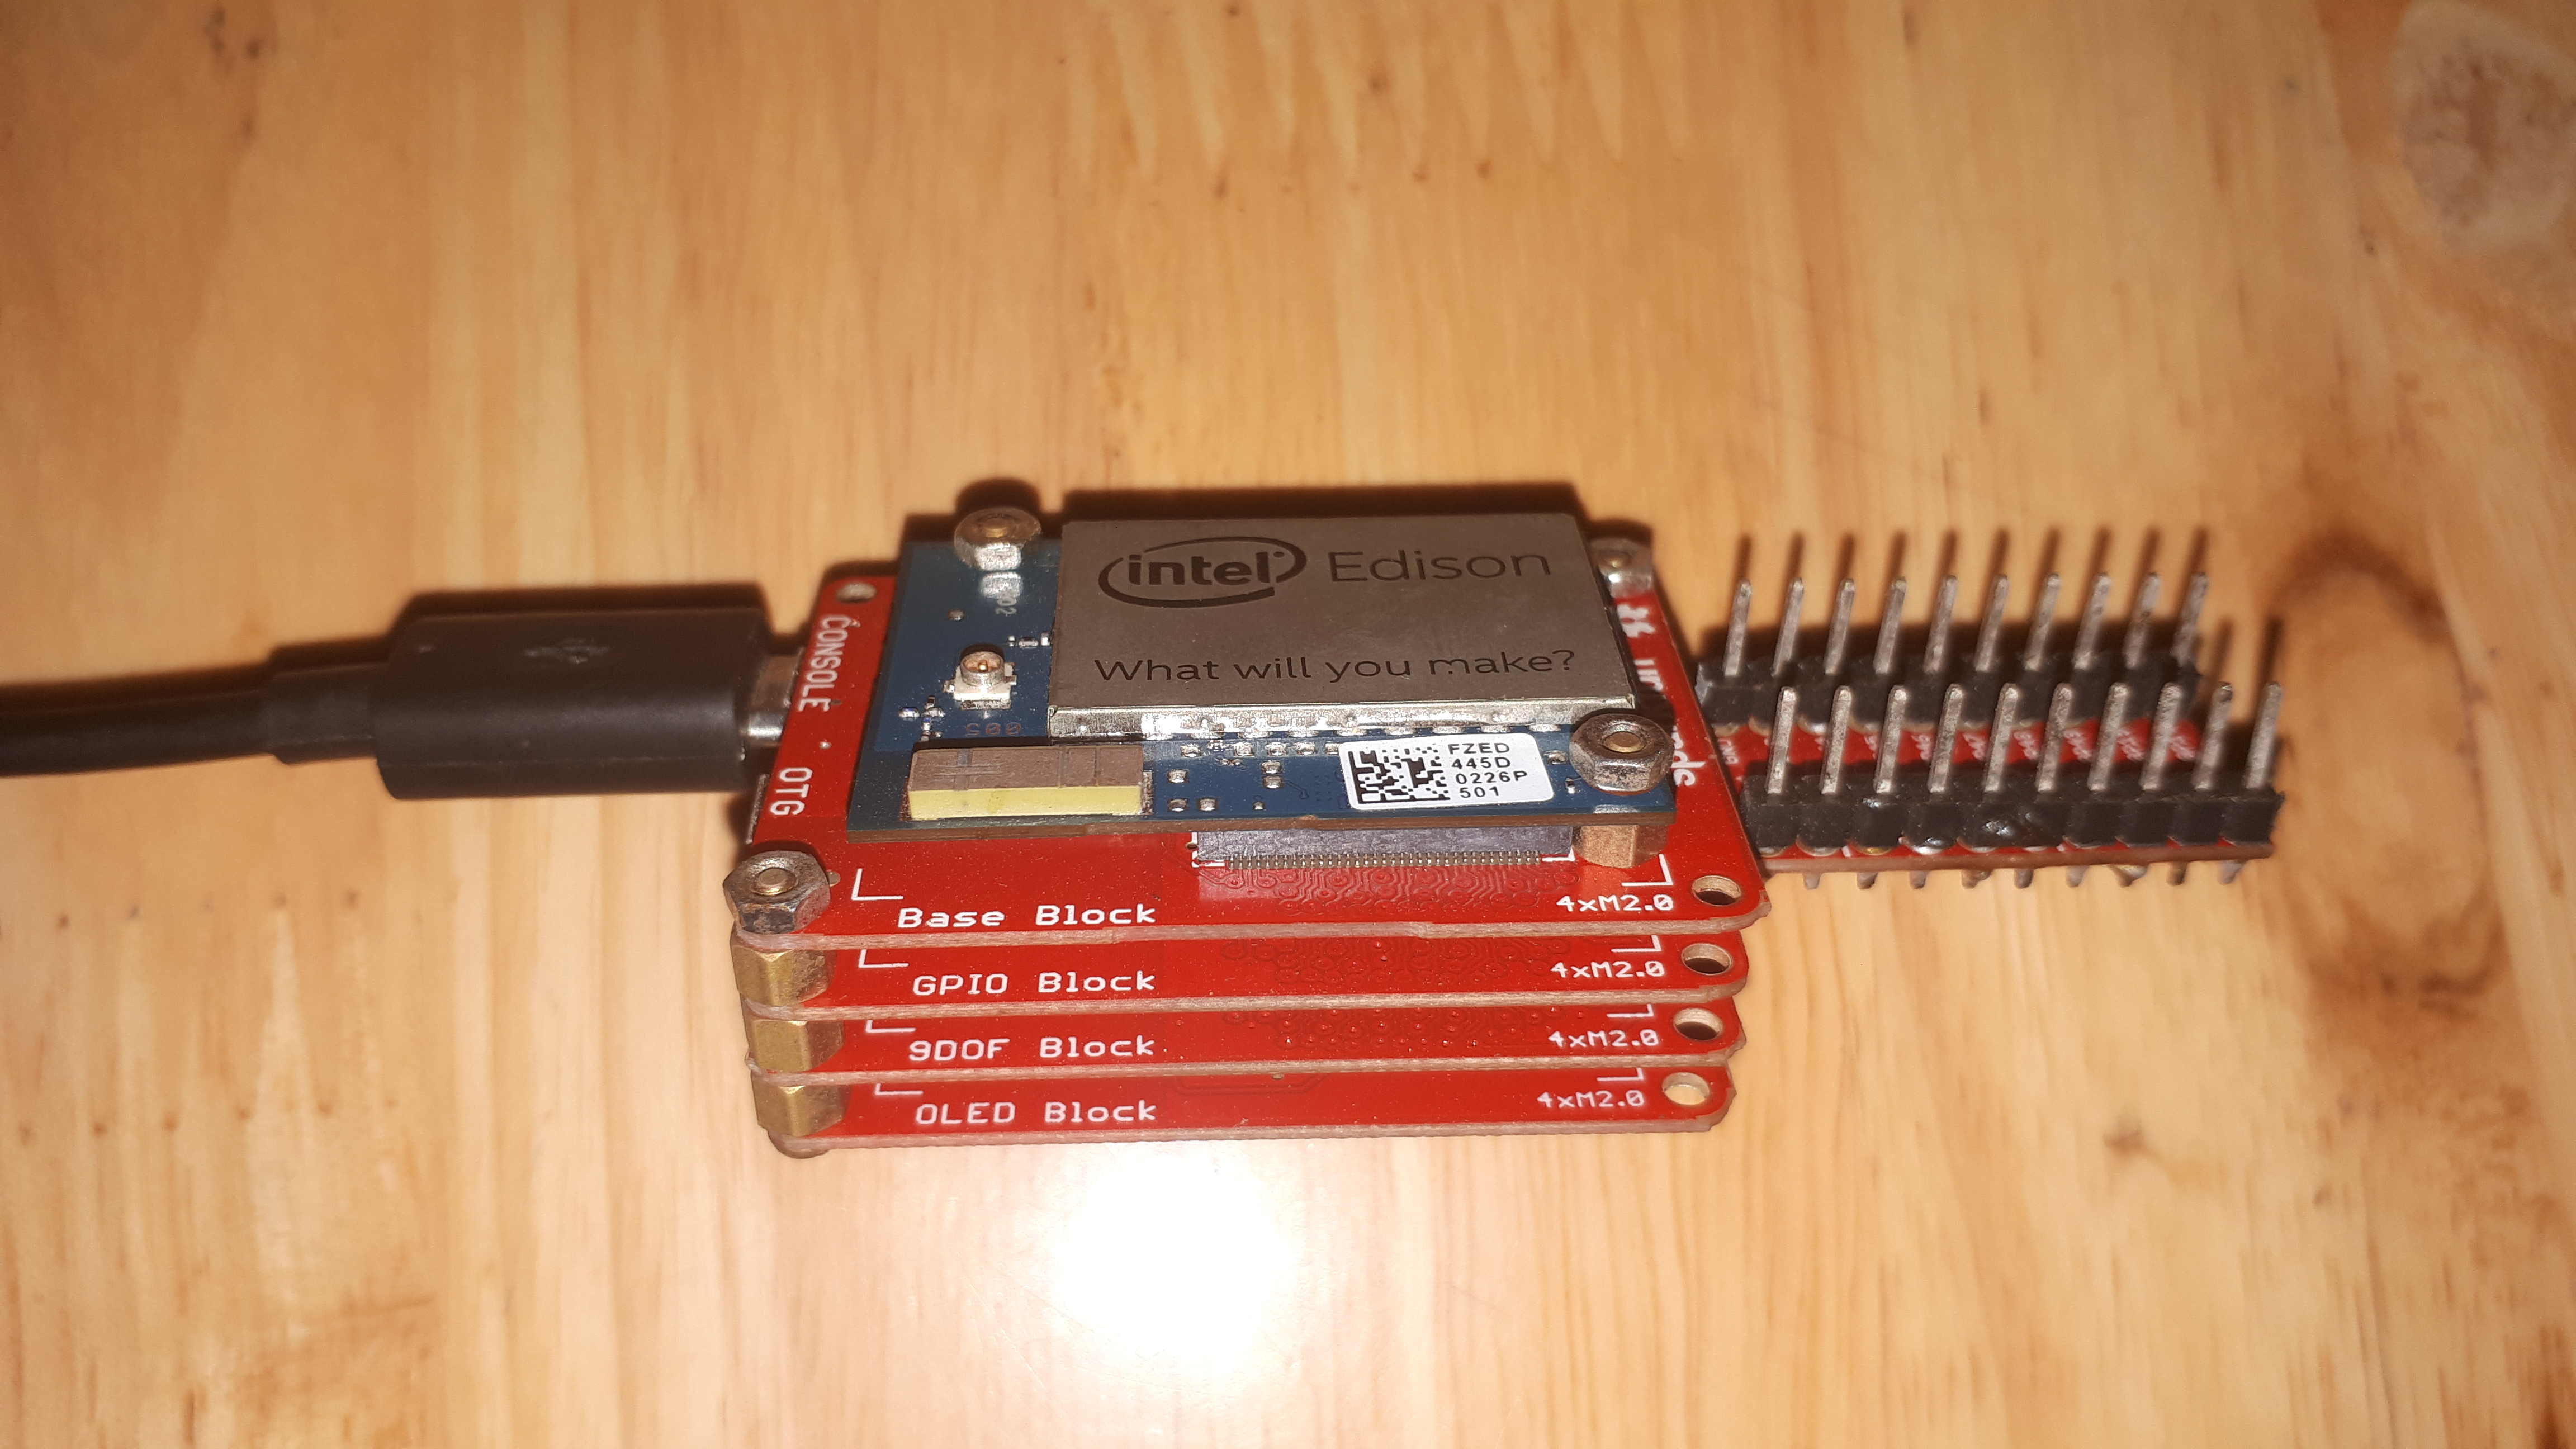 intel Edison
What will you make?
CONSOLE
OTG
FZED
445D
0226P
501
Base Block
4xM2.0
GPIO Block
4xM2.0
9DOF Block
4xM2.0
OLED Block
4xM2.0